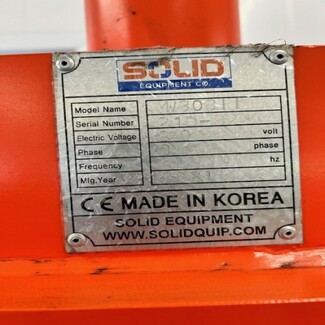 SOLID
EQUIPMENT CO.
Model Name
Serial Number
Electric Voltage volt
Phase phase
Frequency hz
Mfg.Year
CE MADE IN KOREA
SOLID EQUIPMENT
WWW.SOLIDQUIP.COM